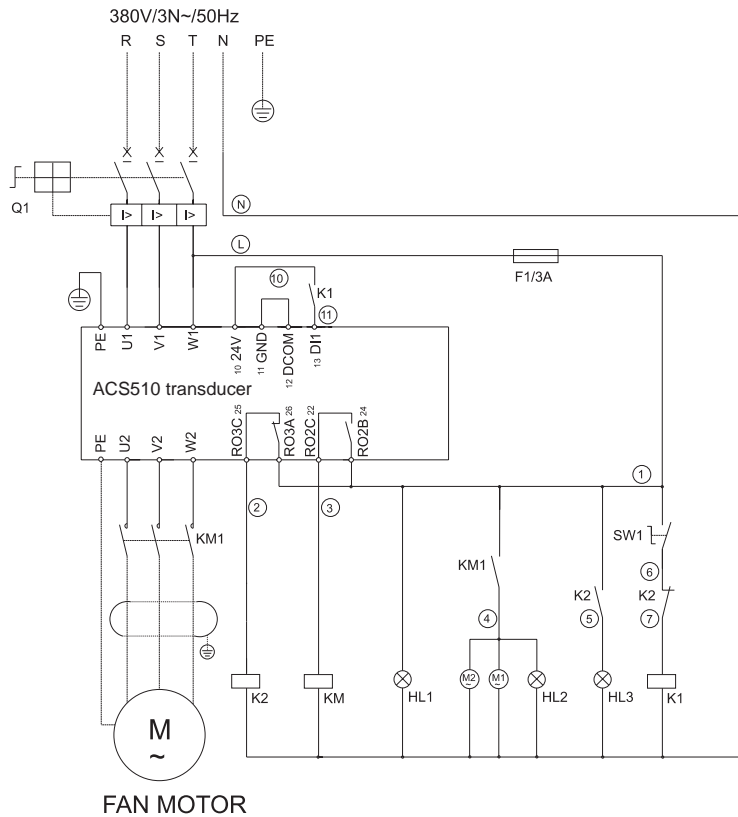 380V/3N~/50Hz
R S T N PE
Q1
I> I> I>
N
L
F1/3A
10
K1
11
PE U1 V1 W1 10 24V 11 GND 12 DCOM 13 DI1
ACS510 transducer
PE U2 V2 W2 RO3C 25 RO3A 26 RO2C 22 RO2B 24
1
2 3
SW1
KM1
KM1
6
K2 K2
4 5 7
K2 KM HL1 M2 ~ M1 ~ HL2 HL3 K1
M
~
FAN MOTOR